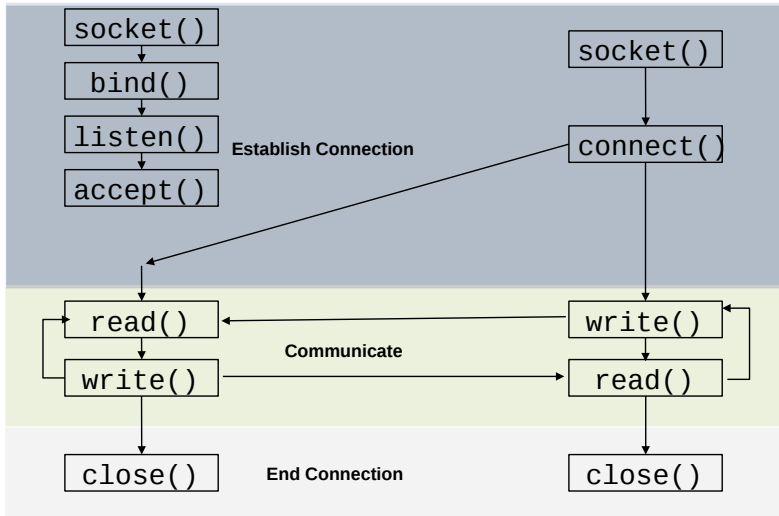 socket()
bind()
listen()
accept()
Establish Connection
socket()
connect()
read()
write()
Communicate
write()
read()
close()
End Connection
close()